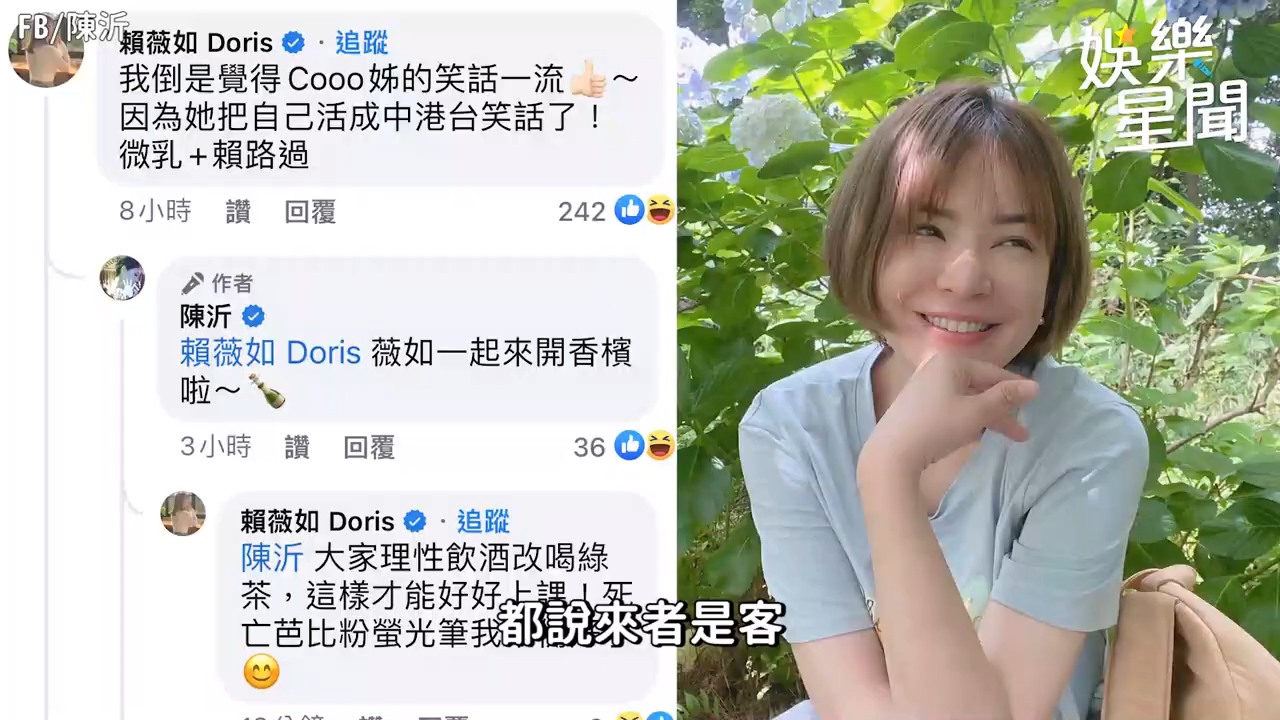 FB/陳沂
賴薇如 Doris · 追蹤
我倒是覺得Cooo姊的笑話一流👍🏻~
因為她把自己活成中港台笑話了！
微乳+賴路過
8小時 讚 回覆 242
作者
陳沂
賴薇如 Doris 薇如一起來開香檳
啦~🍾
3小時 讚 回覆 36
賴薇如 Doris · 追蹤
陳沂 大家理性飲酒改喝綠
茶，這樣才能好好上課！死
亡芭比粉螢光筆我
😊
都說來者是客
娛樂
星聞